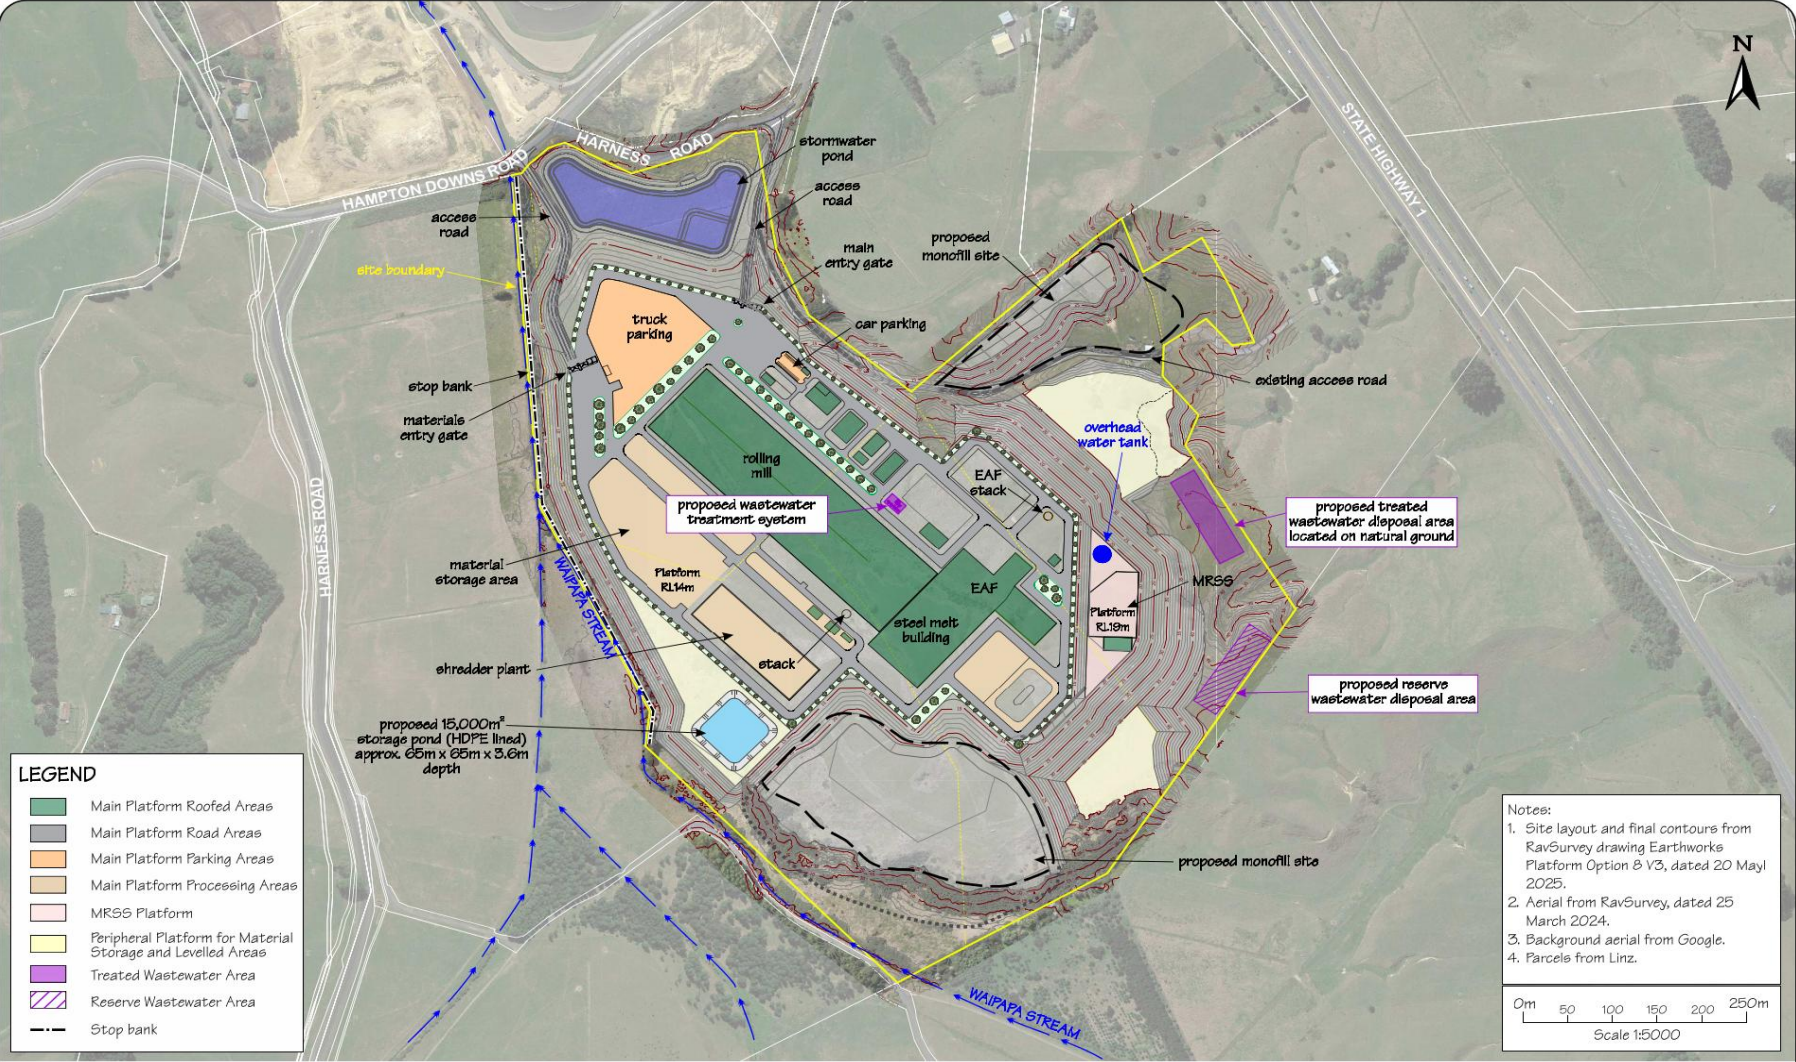 N
STATE HIGHWAY 1
HARNESS ROAD
HAMPTON DOWNS ROAD
stormwater
pond
access
road
access
road
site boundary
main
entry gate
proposed
monofill site
car parking
truck
parking
stop bank
materials
entry gate
existing access road
overhead
water tank
rolling
mill
EAF
stack
proposed wastewater
treatment system
proposed treated
wastewater disposal area
located on natural ground
HARNESS ROAD
material
storage area
Platform
RL14m
WAIPAPA STREAM
EAF
MRSS
Platform
RL19m
steel melt
building
shredder plant
stack
proposed reserve
wastewater disposal area
proposed 15,000m³
storage pond (HDPE lined)
approx. 65m x 65m x 3.6m
depth
proposed monofill site
WAIPAPA STREAM
LEGEND
Main Platform Roofed Areas
Main Platform Road Areas
Main Platform Parking Areas
Main Platform Processing Areas
MRSS Platform
Peripheral Platform for Material
Storage and Levelled Areas
Treated Wastewater Area
Reserve Wastewater Area
Stop bank
Notes:
1. Site layout and final contours from
RavSurvey drawing Earthworks
Platform Option 8 V3, dated 20 Mayl
2025.
2. Aerial from RavSurvey, dated 25
March 2024.
3. Background aerial from Google.
4. Parcels from Linz.
0m 50 100 150 200 250m
Scale 1:5000